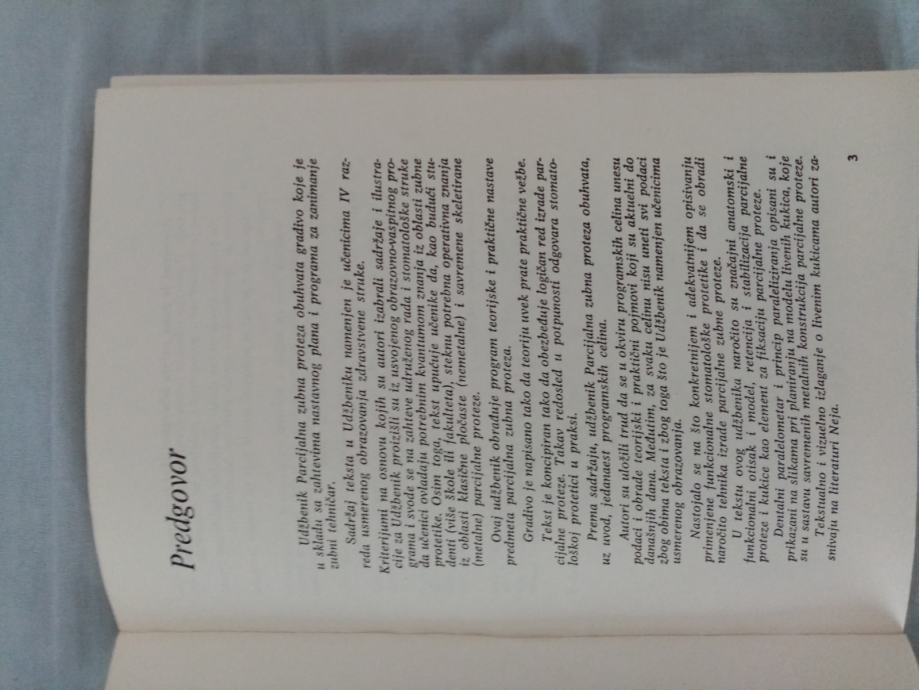 Predgovor
Udžbenik Parcijalna zubna proteza obuhvata gradivo koje je
u skladu sa zahtevima nastavnog plana i programa za zanimanje
zubni tehničar.
Sadržaj teksta u Udžbeniku namenjen je učenicima IV raz-
reda usmerenog obrazovanja zdravstvene struke.
Kriterijumi na osnovu kojih su autori izabrali sadržaje i ilustra-
cije za Udžbenik proizišli su iz usvojenog obrazovno-vaspitnog pro-
grama i svode se na zahteve udruženog rada i stomatološke struke
da učenici ovladaju potrebnim kvantumom znanja iz oblasti zubne
protetike. Osim toga, tekst upućuje učenike da, kao budući stu-
denti (više škole ili fakulteta), steknu potrebna operativna znanja
iz oblasti klasične pločaste (nemetalne) i savremene skeletirane
(metalne) parcijalne proteze.
Ovaj udžbenik obrađuje program teorijske i praktične nastave
predmeta parcijalna zubna proteza.
Gradivo je napisano tako da teoriju uvek prate praktične vežbe.
Tekst je koncipiran tako da obezbeđuje logičan red izrade par-
cijalne proteze. Takav redosled u potpunosti odgovara stomato-
loškoj protetici u praksi.
Prema sadržaju, udžbenik Parcijalna zubna proteza obuhvata,
uz uvod, jedanaest programskih celina.
Autori su uložili trud da se u okviru programskih celina unesu
podaci i obrade teorijski i praktični pojmovi koji su aktuelni do
današnjih dana. Međutim, za svaku celinu nisu uneti svi podaci
zbog obima teksta i zbog toga što je Udžbenik namenjen učenicima
usmerenog obrazovanja.
Nastojalo se na što konkretnijem i adekvatnijem opisivanju
primenjene funkcionalne stomatološke protetike i da se obradi
naročito tehnika izrade parcijalne zubne proteze.
U tekstu ovog udžbenika naročito su značajni anatomski i
funkcionalni otisak i model, retencija i stabilizacija parcijalne
proteze i kukice kao element za fiksaciju parcijalne proteze.
Dentalni paralelometar i princip paraleliziranja opisani su i
prikazani na slikama pri planiranju na modelu livenih kukica, koje
su u sastavu savremenih metalnih konstrukcija parcijalne proteze.
Tekstualno i vizuelno izlaganje o livenim kukicama autori za-
snivaju na literaturi Neja.
3